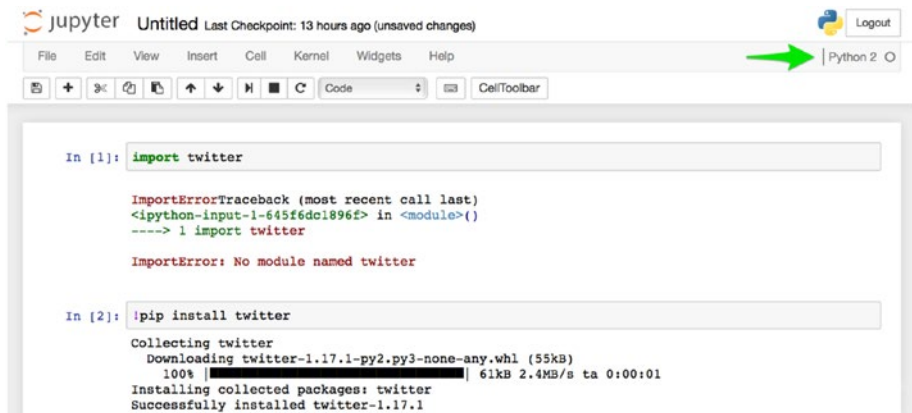 jupyter Untitled Last Checkpoint: 13 hours ago (unsaved changes) Logout
File Edit View Insert Cell Kernel Widgets Help Python 2
Code CellToolbar
In [1]: import twitter
ImportErrorTraceback (most recent call last)
<ipython-input-1-645f6dc1896f> in <module>()
----> 1 import twitter
ImportError: No module named twitter
In [2]: !pip install twitter
Collecting twitter
Downloading twitter-1.17.1-py2.py3-none-any.whl (55kB)
100% |████████████████████████████████| 61kB 2.4MB/s ta 0:00:01
Installing collected packages: twitter
Successfully installed twitter-1.17.1